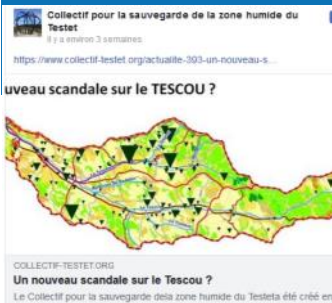 Collectif pour la sauvegarde de la zone humide du
Testet
Il y a environ 3 semaines
https://www.collectif-testet.org/actualite-393-un-nouveau-s...
uveau scandale sur le TESCOU ?
COLLECTIF-TESTET.ORG
Un nouveau scandale sur le Tescou ?
Le Collectif pour la sauvegarde dela zone humide du Testeta été créé en